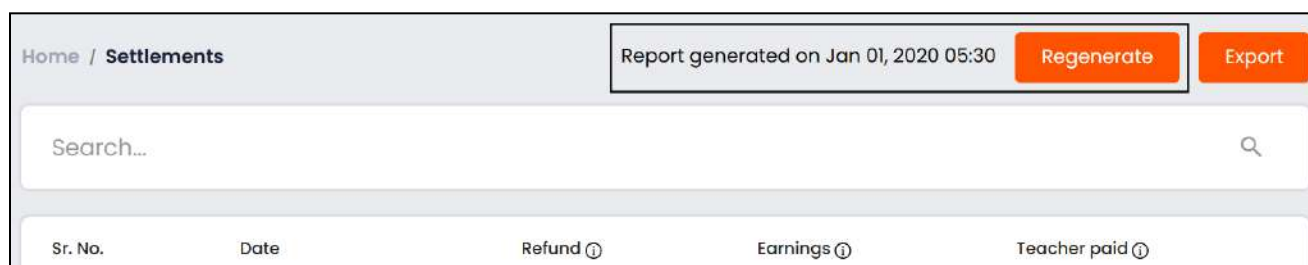 Home / Settlements Report generated on Jan 01, 2020 05:30 Regenerate Export
Search...
Sr. No. Date Refund Earnings Teacher paid